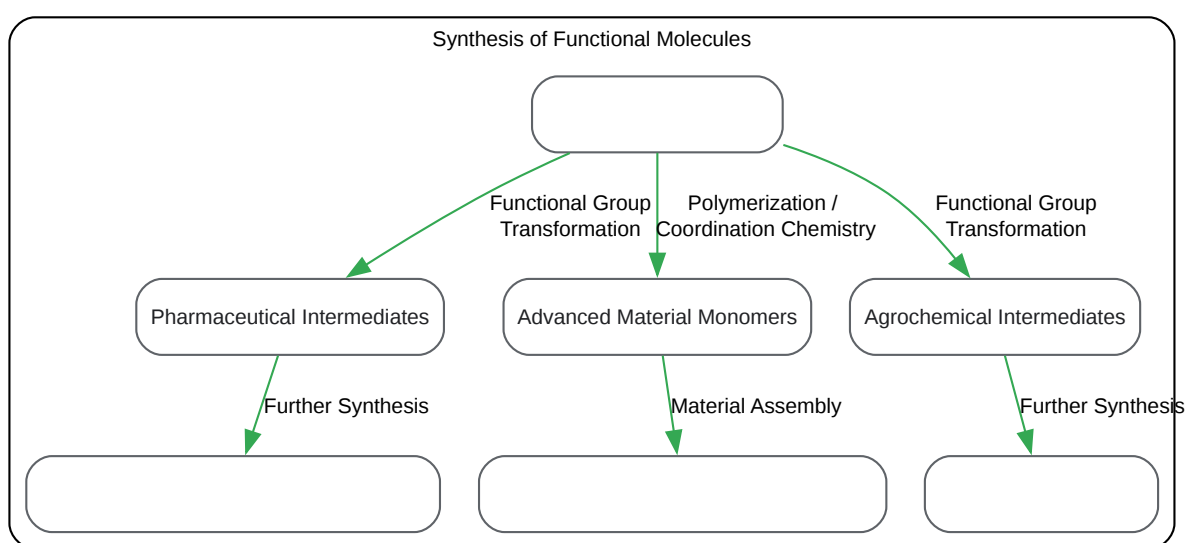 Synthesis of Functional Molecules
Functional Group
Transformation
Polymerization /
Coordination Chemistry
Functional Group
Transformation
Pharmaceutical Intermediates
Advanced Material Monomers
Agrochemical Intermediates
Further Synthesis
Material Assembly
Further Synthesis